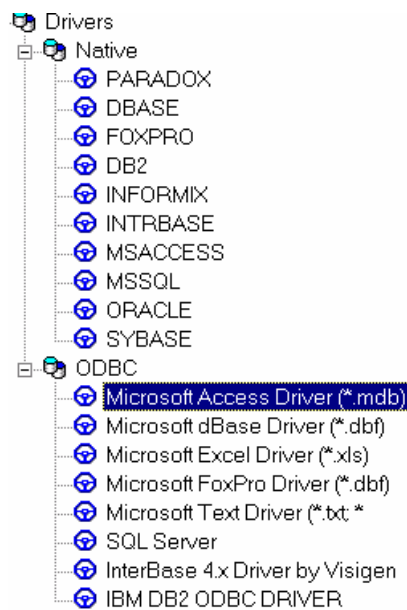 Drivers
Native
PARADOX
DBASE
FOXPRO
DB2
INFORMIX
INTRBASE
MSACCESS
MSSQL
ORACLE
SYBASE
ODBC
Microsoft Access Driver (*.mdb)
Microsoft dBase Driver (*.dbf)
Microsoft Excel Driver (*.xls)
Microsoft FoxPro Driver (*.dbf)
Microsoft Text Driver (*.txt; *
SQL Server
InterBase 4.x Driver by Visigen
IBM DB2 ODBC DRIVER